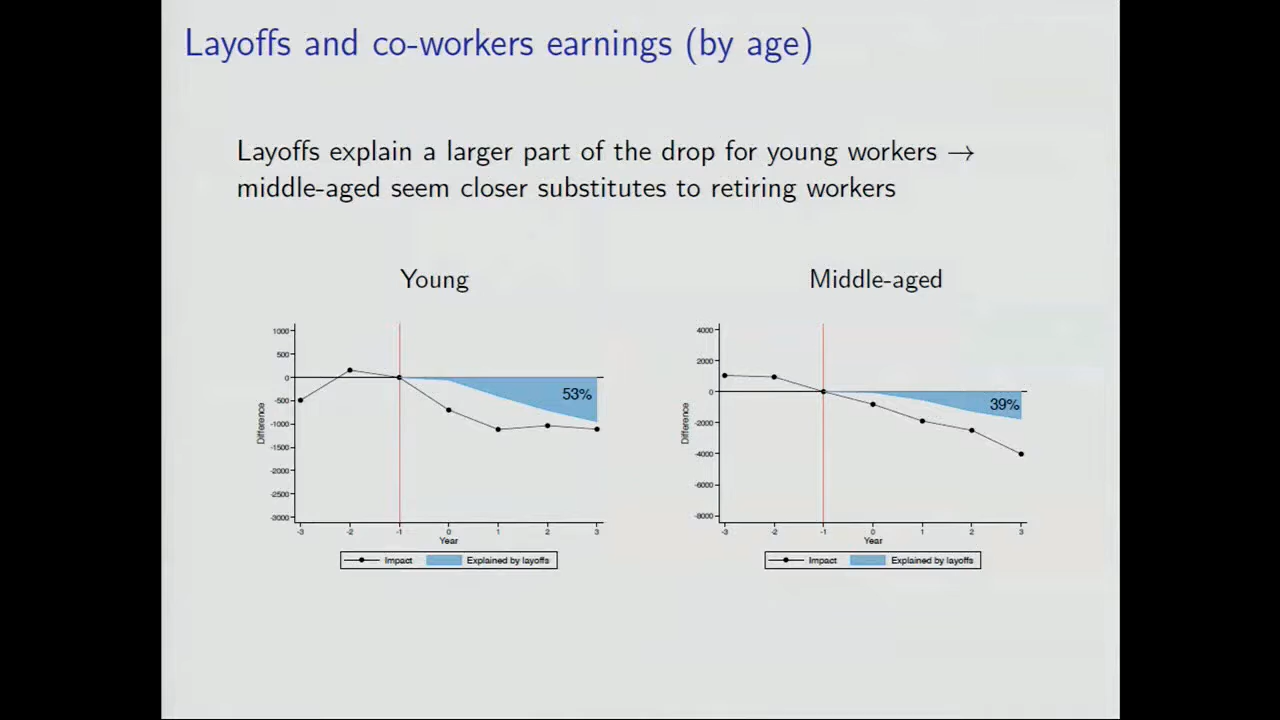 Layoffs and co-workers earnings (by age)
Layoffs explain a larger part of the drop for young workers →
middle-aged seem closer substitutes to retiring workers
Young
Middle-aged
1000
500
0
-500
-1000
-1500
-2000
-2500
-3000
Difference
53%
-3 -2 -1 0 1 2 3
Year
Impact Explained by layoffs
4000
2000
0
-2000
-4000
-6000
-8000
Difference
39%
-3 -2 -1 0 1 2 3
Year
Impact Explained by layoffs